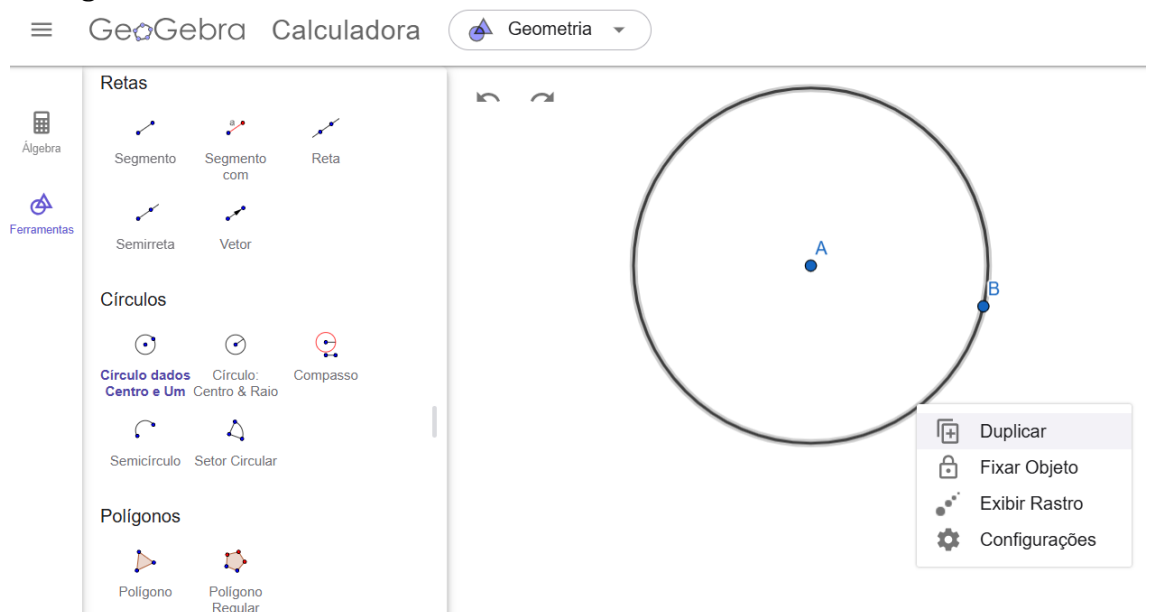 GeoGebra Calculadora
Geometria
Álgebra
Ferramentas
Retas
Segmento
Segmento
com
a
Reta
Semirreta
Vetor
Círculos
Círculo dados
Centro e Um
Círculo:
Centro & Raio
Compasso
Semicírculo
Setor Circular
Polígonos
Polígono
Polígono
Regular
A
B
Duplicar
Fixar Objeto
Exibir Rastro
Configurações